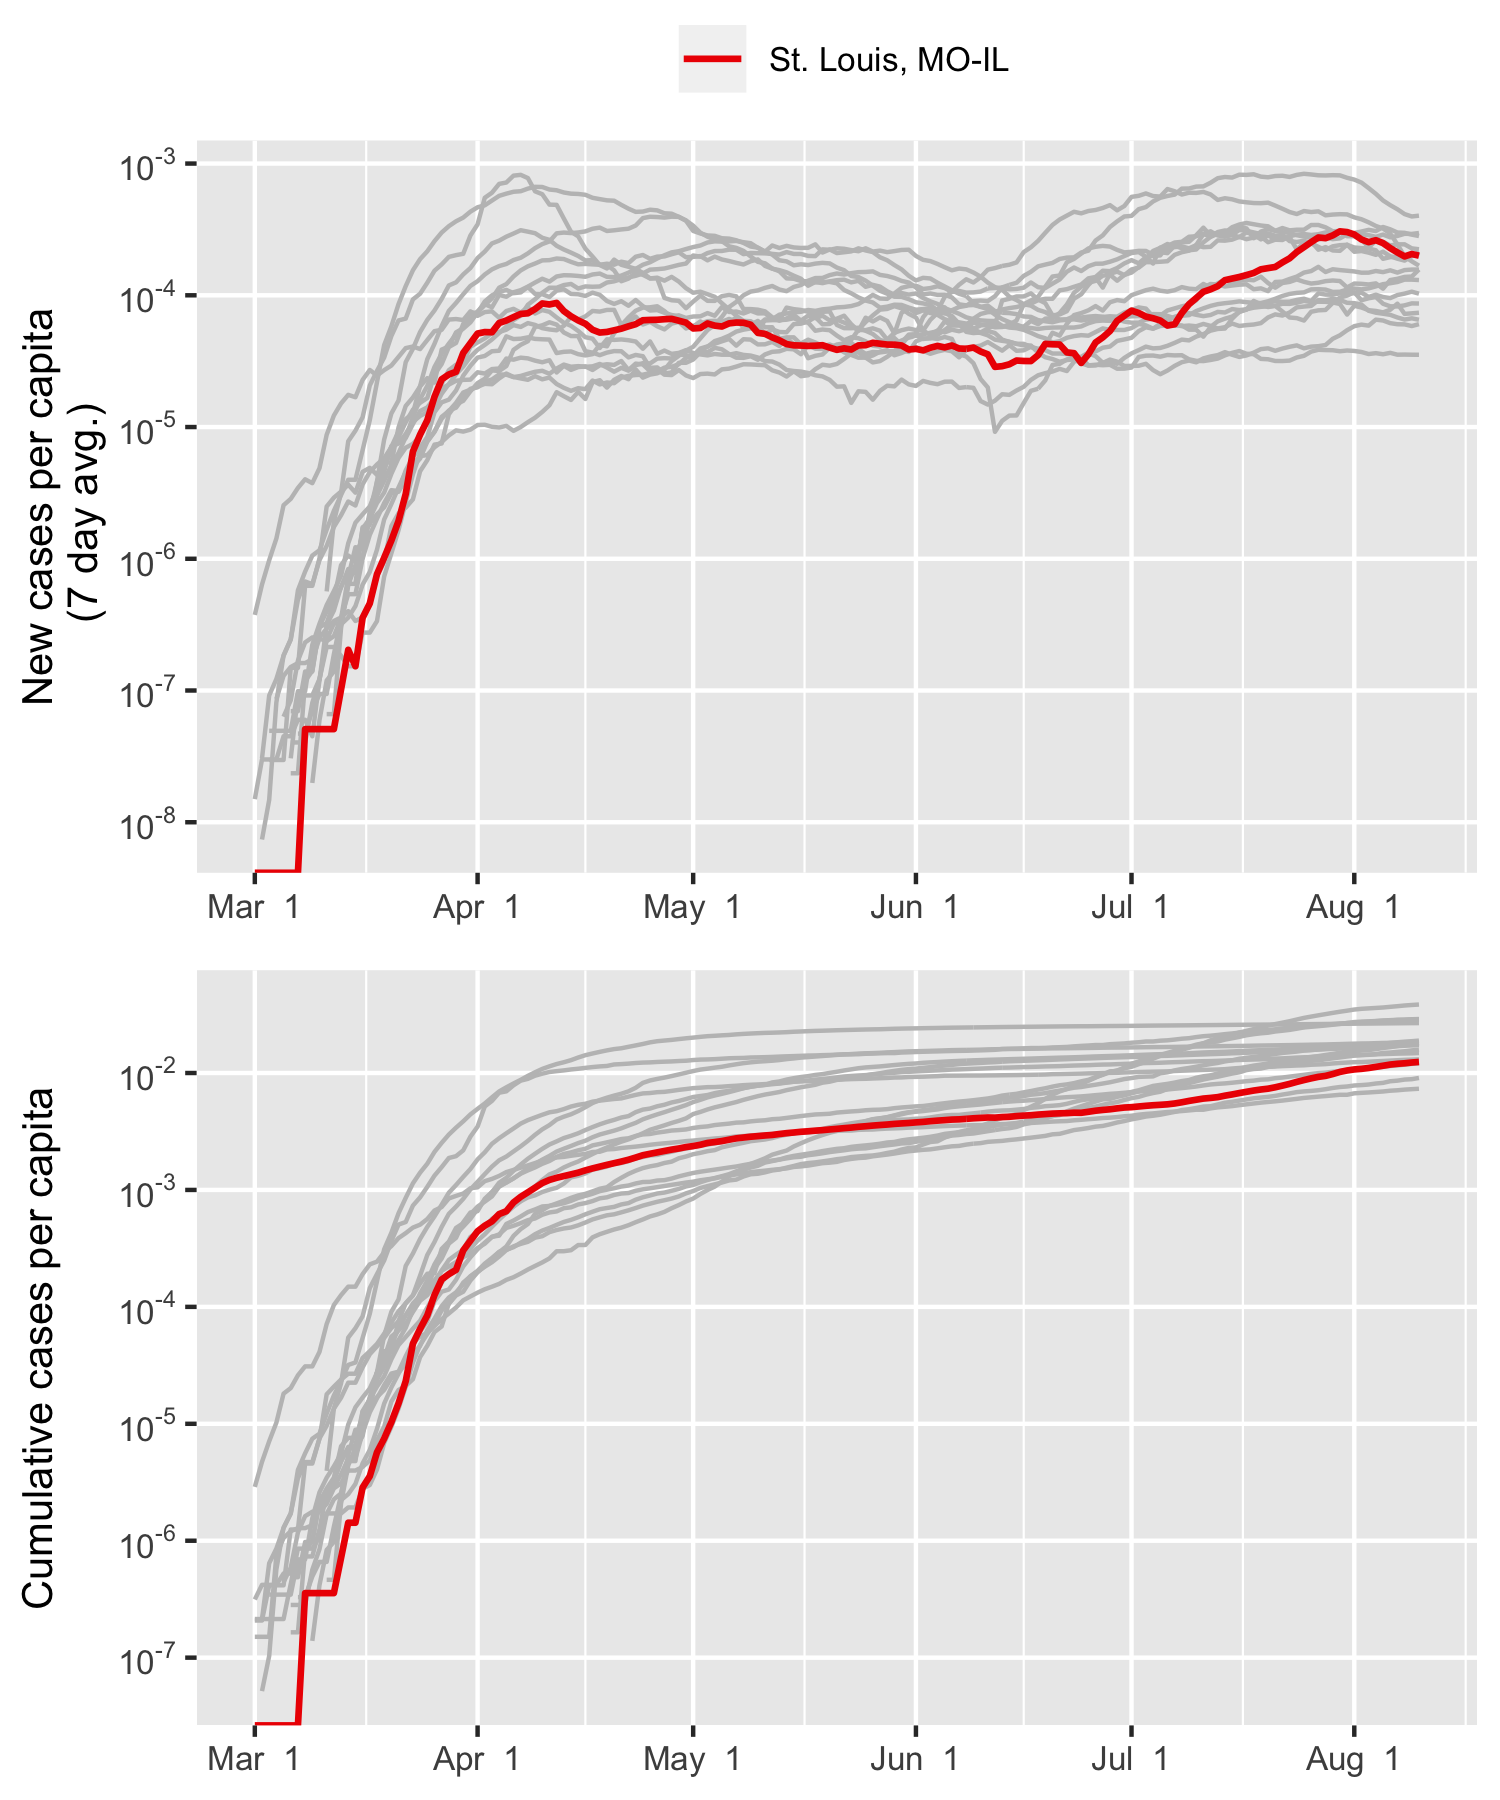 St. Louis, MO-IL
New cases per capita
(7 day avg.)
10-3
10-4
10-5
10-6
10-7
10-8
Mar 1 Apr 1 May 1 Jun 1 Jul 1 Aug 1
Cumulative cases per capita
10-2
10-3
10-4
10-5
10-6
10-7
Mar 1 Apr 1 May 1 Jun 1 Jul 1 Aug 1